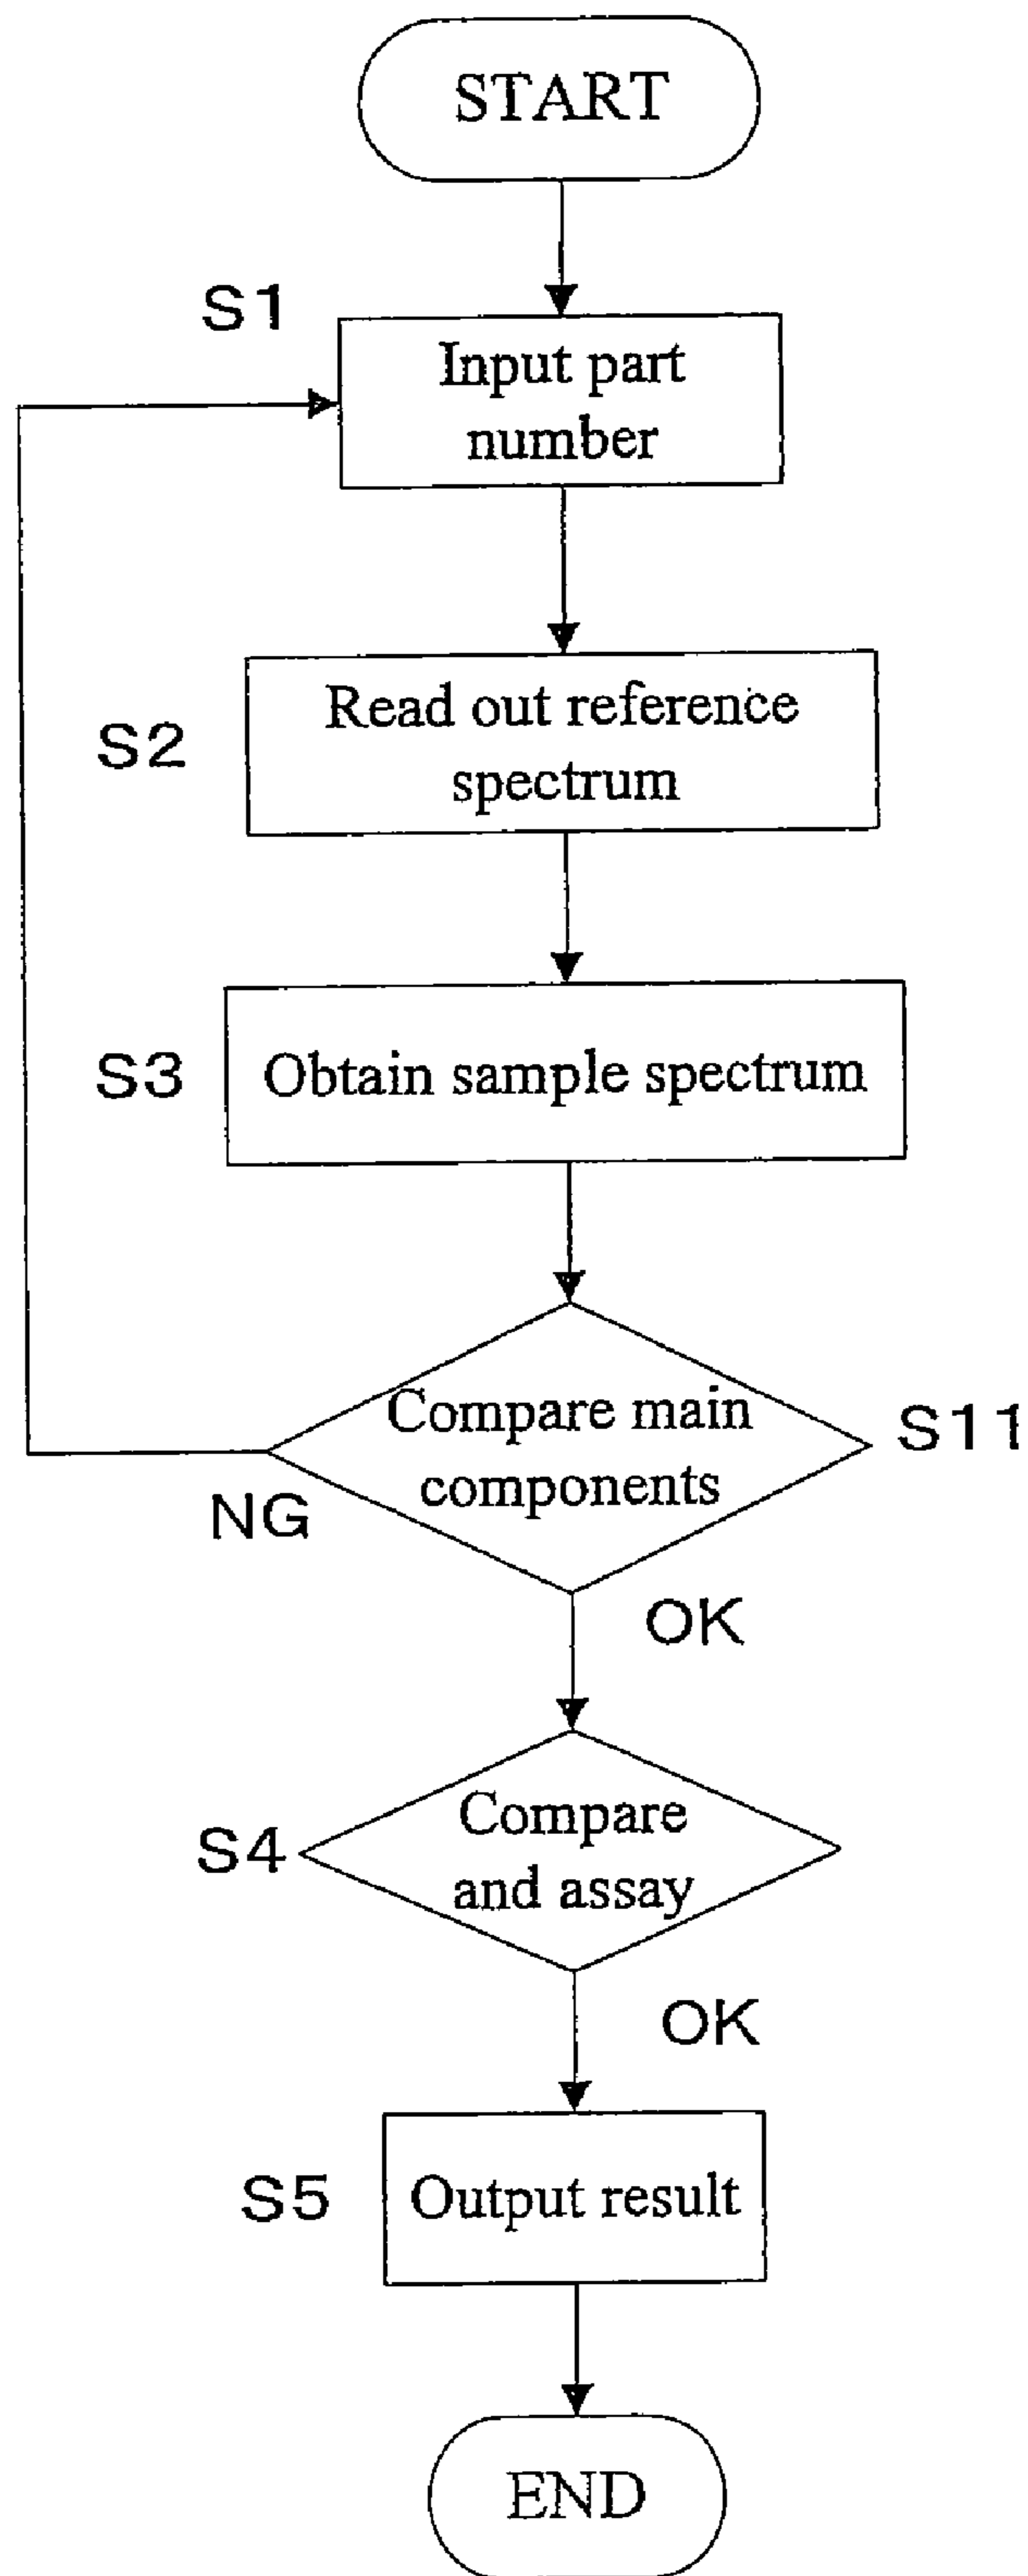 START
S1
Input part
number
S2
Read out reference
spectrum
S3
Obtain sample spectrum
Compare main
components
S11
NG
OK
S4
Compare
and assay
OK
S5
Output result
END